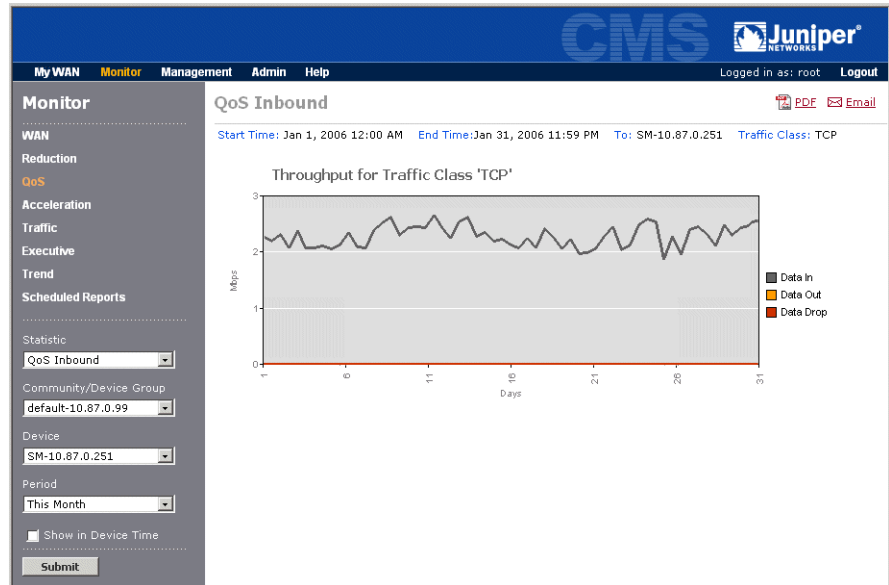 CMS
Juniper®
NETWORKS
My WAN Monitor Management Admin Help
Logged in as: root Logout
Monitor
WAN
Reduction
QoS
Acceleration
Traffic
Executive
Trend
Scheduled Reports
Statistic
QoS Inbound
Community/Device Group
default-10.87.0.99
Device
SM-10.87.0.251
Period
This Month
Show in Device Time
Submit
QoS Inbound
PDF Email
Start Time: Jan 1, 2006 12:00 AM End Time:Jan 31, 2006 11:59 PM To: SM-10.87.0.251 Traffic Class: TCP
Throughput for Traffic Class 'TCP'
Mbps
3
2
1
0
1 6 11 16 21 26 31
Days
Data In
Data Out
Data Drop